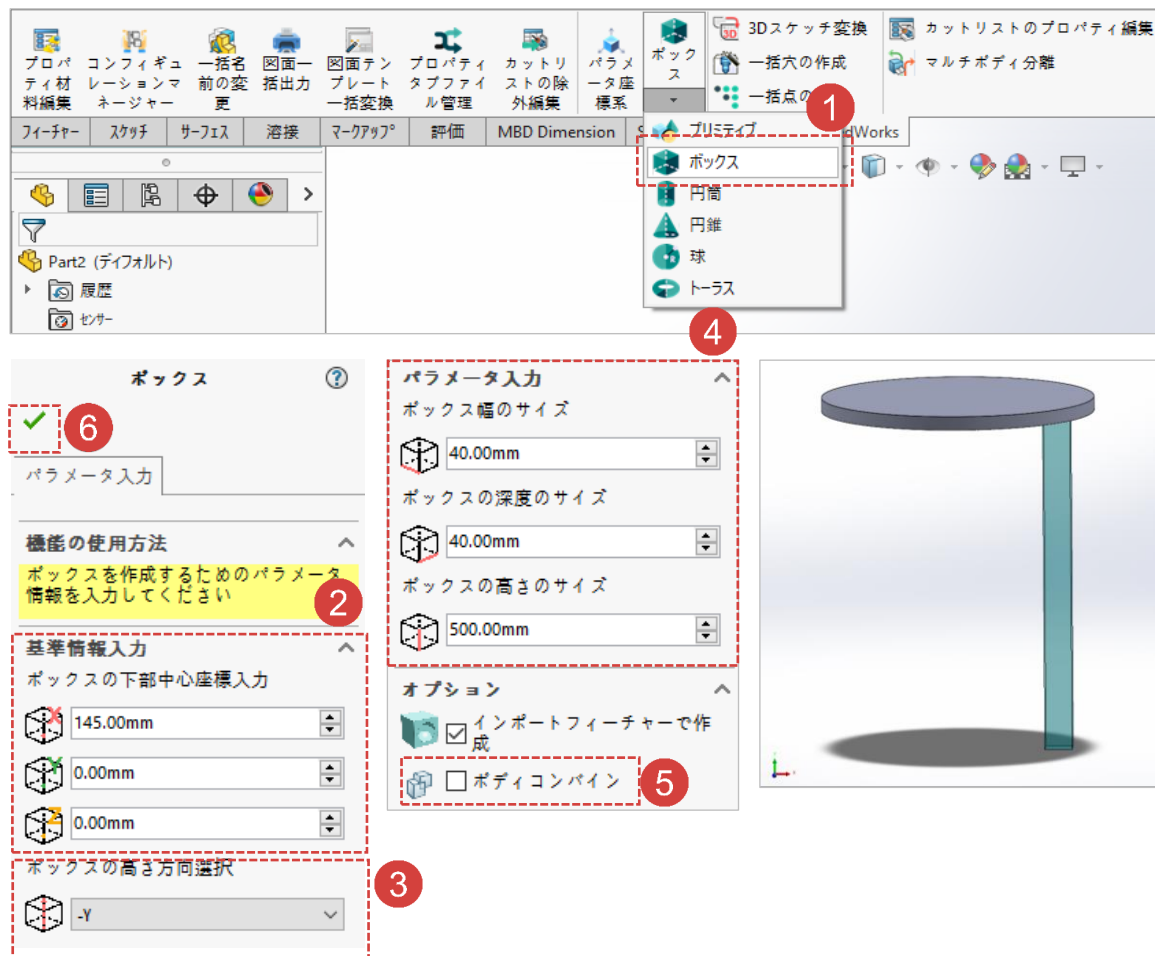 プロパ
ティ材
料編集
コンフィギュ
レーションマ
ネージャー
一括名
前の変
更
図面一
括出力
図面テン
プレート
一括変換
プロパティ
タブファイ
ル管理
カットリ
ストの除
外編集
パラメ
ータ座
標系
ボック
ス
3Dスケッチ変換
一括穴の作成
一括点の
カットリストのプロパティ編集
マルチボディ分離
1
フィーチャー
スケッチ
サーフェス
溶接
マークアップ
評価
MBD Dimension
dWorks
プリミティブ
ボックス
円筒
円錐
球
トーラス
Part2 (ディフォルト)
履歴
センサー
4
ボックス
6
パラメータ入力
機能の使用方法
ボックスを作成するためのパラメータ
情報を入力してください
2
基準情報入力
ボックスの下部中心座標入力
145.00mm
0.00mm
0.00mm
ボックスの高さ方向選択
-Y
3
パラメータ入力
ボックス幅のサイズ
40.00mm
ボックスの深度のサイズ
40.00mm
ボックスの高さのサイズ
500.00mm
オプション
インポートフィーチャーで作
成
ボディコンバイン
5